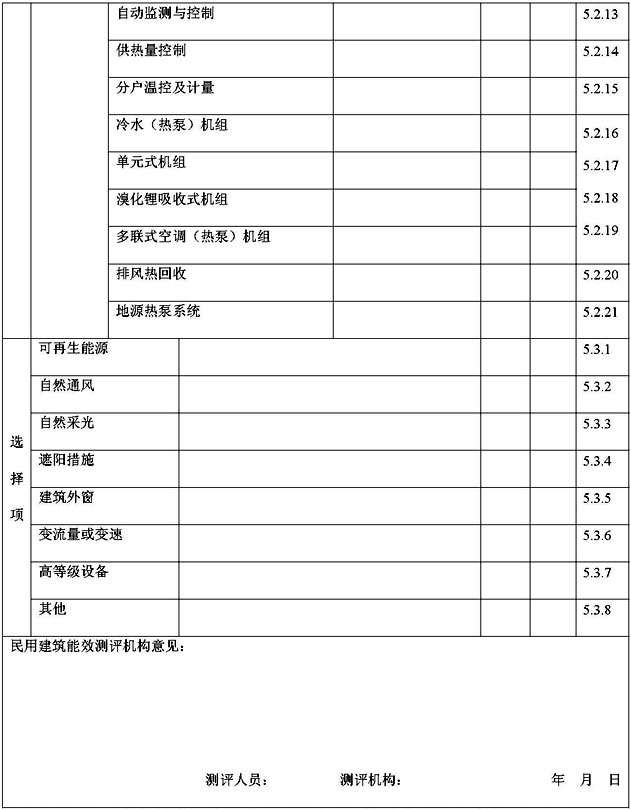 自动监测与控制 5.2.13
供热量控制 5.2.14
分户温控及计量 5.2.15
冷水（热泵）机组 5.2.16
单元式机组 5.2.17
溴化锂吸收式机组 5.2.18
多联式空调（热泵）机组 5.2.19
排风热回收 5.2.20
地源热泵系统 5.2.21
选择项
可再生能源 5.3.1
自然通风 5.3.2
自然采光 5.3.3
遮阳措施 5.3.4
建筑外窗 5.3.5
变流量或变速 5.3.6
高等级设备 5.3.7
其他 5.3.8
民用建筑能效测评机构意见：
测评人员： 测评机构： 年 月 日